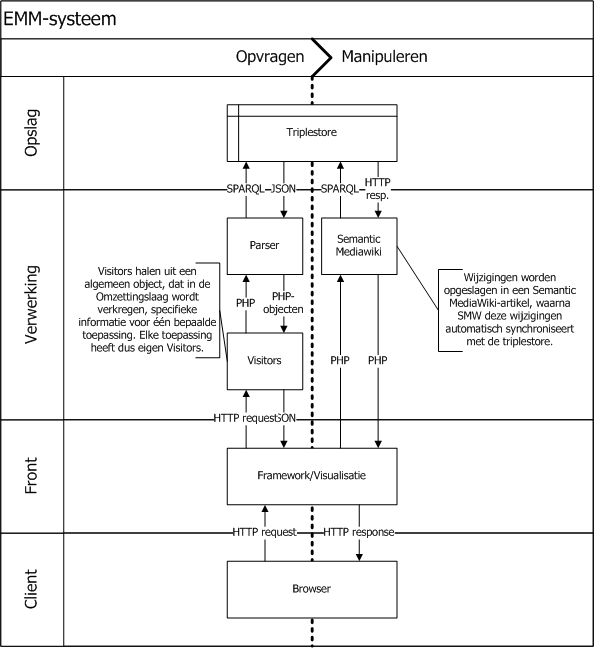 EMM-systeem
Opvragen
Manipuleren
Opslag
Triplestore
SPARQL
JSON
SPARQL
HTTP
resp.
Verwerking
Parser
Semantic
Mediawiki
Visitors halen uit een
algemeen object, dat in de
Omzettingslaag wordt
verkregen, specifieke
informatie voor één bepaalde
toepassing. Elke toepassing
heeft dus eigen Visitors.
Wijzigingen worden
opgeslagen in een Semantic
MediaWiki-artikel, waarna
SMW deze wijzigingen
automatisch synchroniseert
met de triplestore.
PHP
PHP-
objecten
Visitors
PHP
PHP
HTTP request
SON
Front
Framework/Visualisatie
HTTP request
HTTP response
Client
Browser